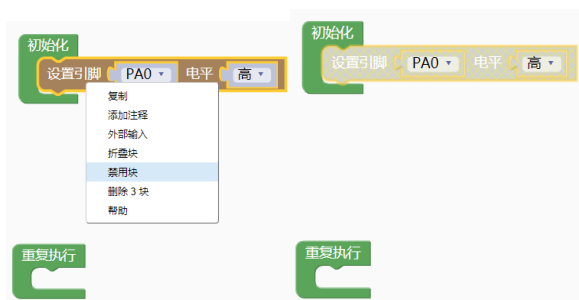 初始化
设置引脚 PA0 电平 高
复制
添加注释
外部输入
折叠块
禁用块
删除 3 块
帮助
重复执行
初始化
设置引脚 PA0 电平 高
重复执行